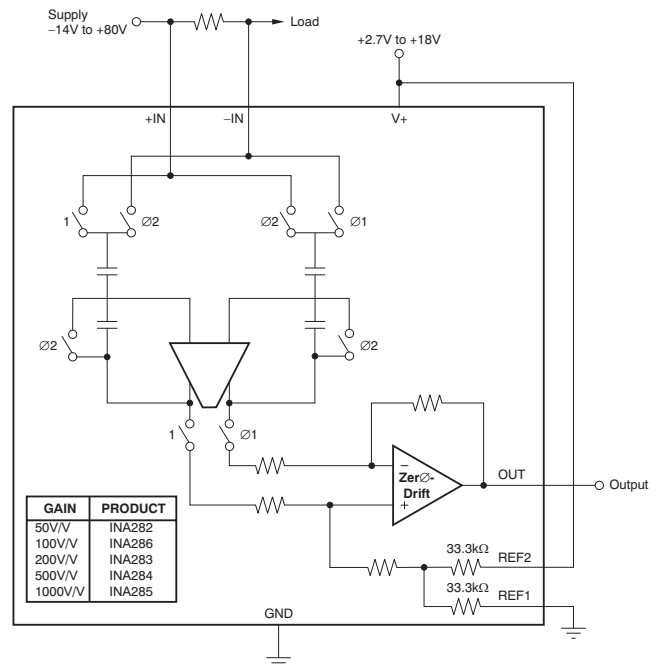 Supply
−14V to +80V
Load
+2.7V to +18V
+IN
−IN
V+
1
Ø2
Ø2
Ø1
Ø2
Ø2
1
Ø1
ZerØ-
Drift
−
+
OUT
Output
GAIN PRODUCT
50V/V INA282
100V/V INA286
200V/V INA283
500V/V INA284
1000V/V INA285
33.3kΩ
REF2
33.3kΩ
REF1
GND